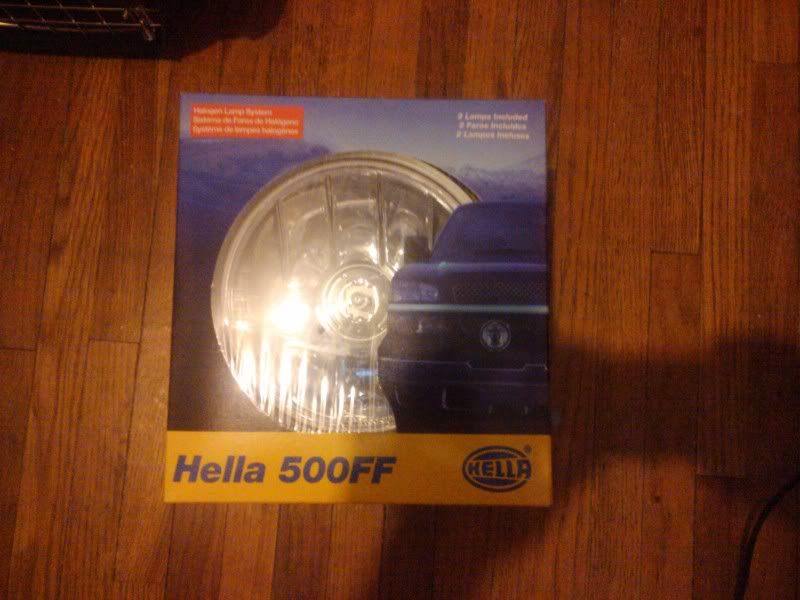 Halogen Lamp System
Sistema de Faros de Halógeno
Système de lampes halogènes
2 Lamps Included
2 Faros Incluidos
2 Lampes Incluses
Hella 500FF
HELLA